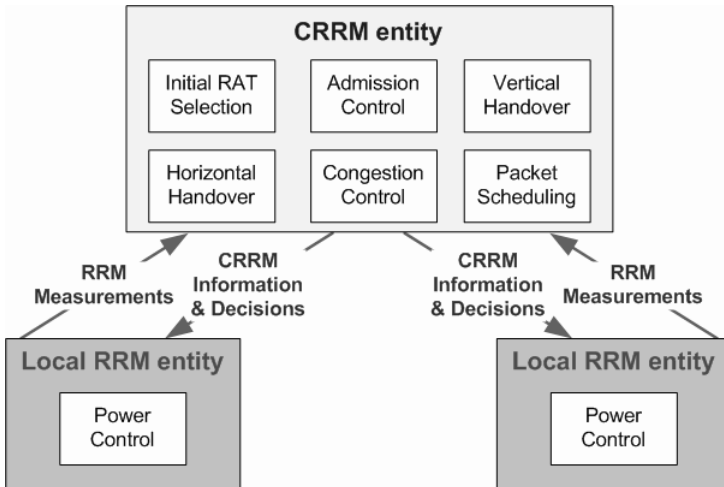 CRRM entity
Initial RAT
Selection
Admission
Control
Vertical
Handover
Horizontal
Handover
Congestion
Control
Packet
Scheduling
RRM
Measurements
CRRM
Information
& Decisions
CRRM
Information
& Decisions
RRM
Measurements
Local RRM entity
Power
Control
Local RRM entity
Power
Control